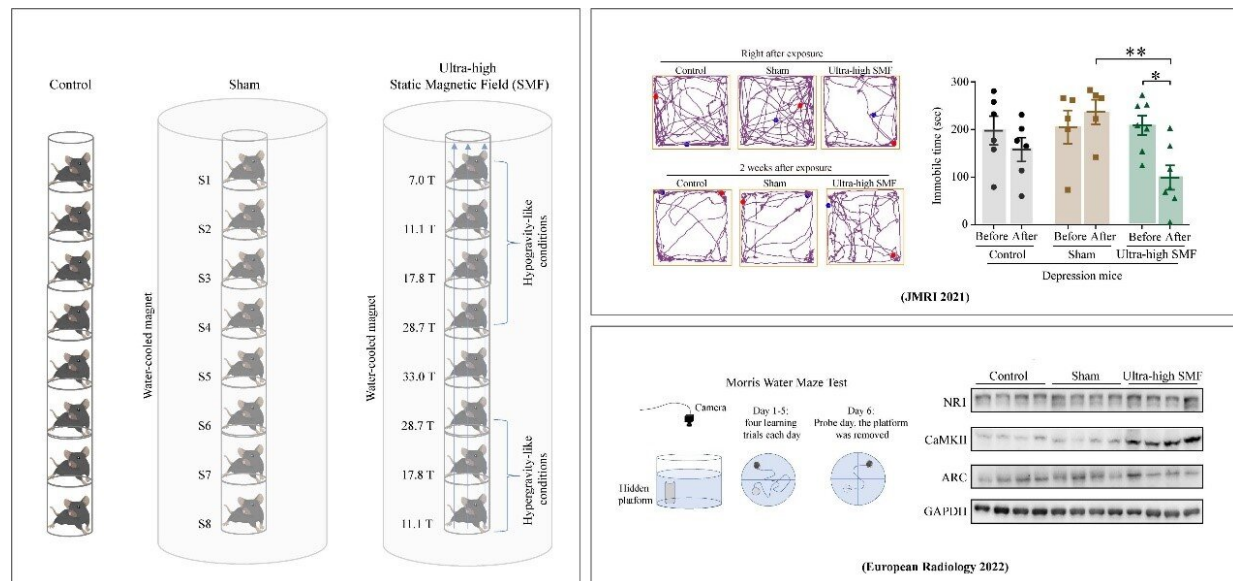 Control
Sham
Ultra-high
Static Magnetic Field (SMF)
Water-cooled magnet
S1
S2
S3
S4
S5
S6
S7
S8
Water-cooled magnet
7.0 T
11.1 T
17.8 T
28.7 T
33.0 T
28.7 T
17.8 T
11.1 T
Hypogravity-like
conditions
Hypergravity-like
conditions
Right after exposure
Control
Sham
Ultra-high SMF
2 weeks after exposure
Control
Sham
Ultra-high SMF
Immobile time (sec)
300
200
100
0
**
*
Before After
Before After
Before After
Control
Sham
Ultra-high SMF
Depression mice
(JMRI 2021)
Morris Water Maze Test
Camera
Hidden
platform
Day 1-5:
four learning
trials each day
Day 6:
Probe day, the platform
was removed
Control
Sham
Ultra-high SMF
NR1
CaMKII
ARC
GAPDH
(European Radiology 2022)